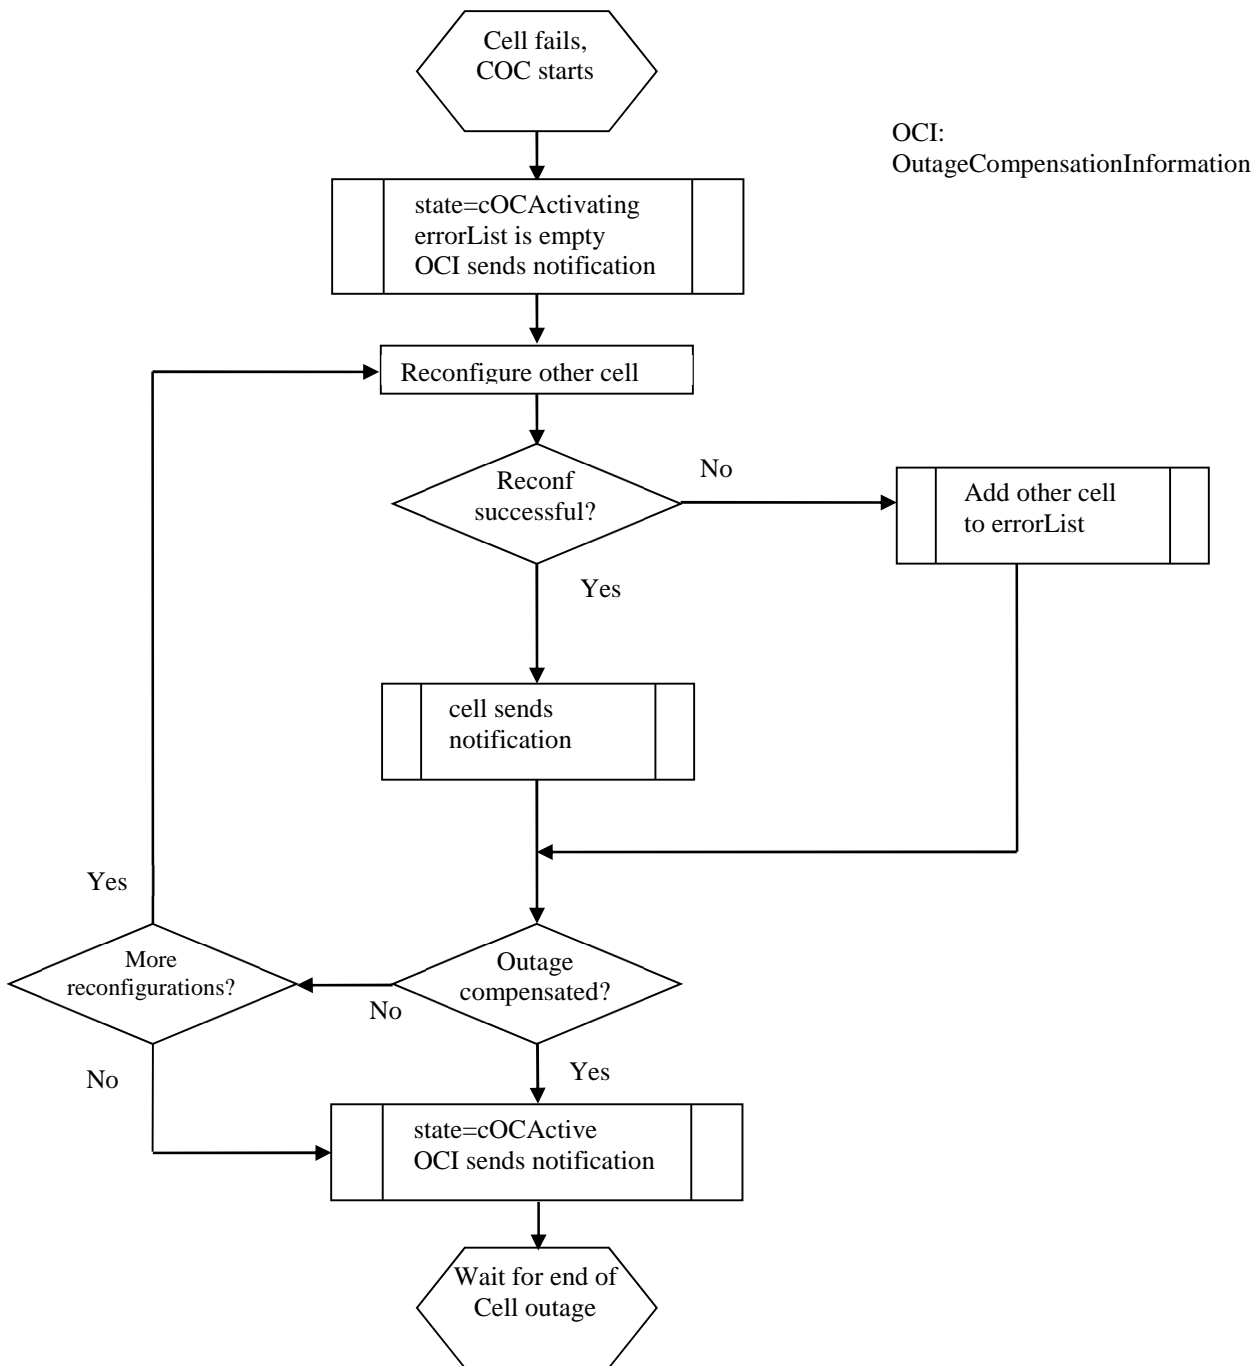 Cell fails,
COC starts
OCI:
OutageCompensationInformation
state=cOCActivating
errorList is empty
OCI sends notification
Reconfigure other cell
Reconf
successful?
No
Add other cell
to errorList
Yes
cell sends
notification
Yes
More
reconfigurations?
Outage
compensated?
No
No
Yes
state=cOCActive
OCI sends notification
Wait for end of
Cell outage